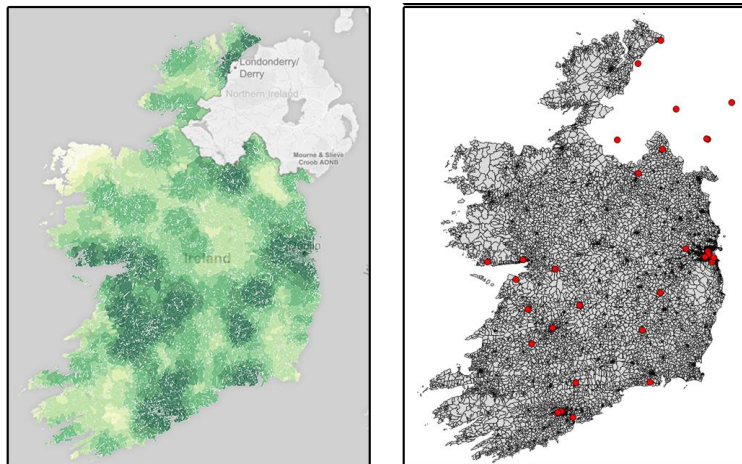 Londonderry/
Derry
Northern Ireland
Mourne & Slieve
Croob AONB
Ireland